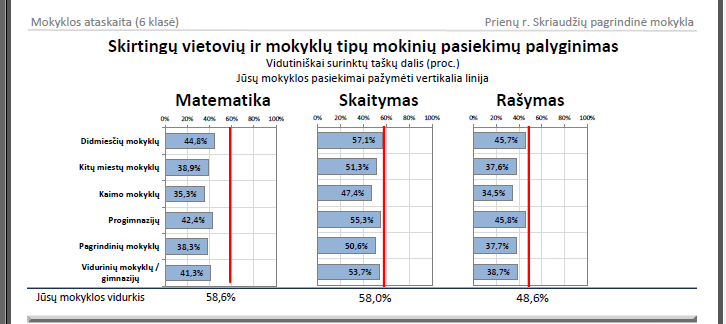 Mokyklos ataskaita (6 klasė) Prienų r. Skriaudžių pagrindinė mokykla
Skirtingų vietovių ir mokyklų tipų mokinių pasiekimų palyginimas
Vidutiniškai surinktų taškų dalis (proc.)
Jūsų mokyklos pasiekimai pažymėti vertikalia linija
Matematika Skaitymas Rašymas
0% 20% 40% 60% 80% 100% 0% 20% 40% 60% 80% 100% 0% 20% 40% 60% 80% 100%
Didmiesčių mokyklų 44,8% 57,1% 45,7%
Kitų miestų mokyklų 38,9% 51,3% 37,6%
Kaimo mokyklų 35,3% 47,4% 34,5%
Progimnazijų 42,4% 55,3% 45,8%
Pagrindinių mokyklų 38,3% 50,6% 37,7%
Vidurinių mokyklų / gimnazijų 41,3% 53,7% 38,7%
Jūsų mokyklos vidurkis 58,6% 58,0% 48,6%